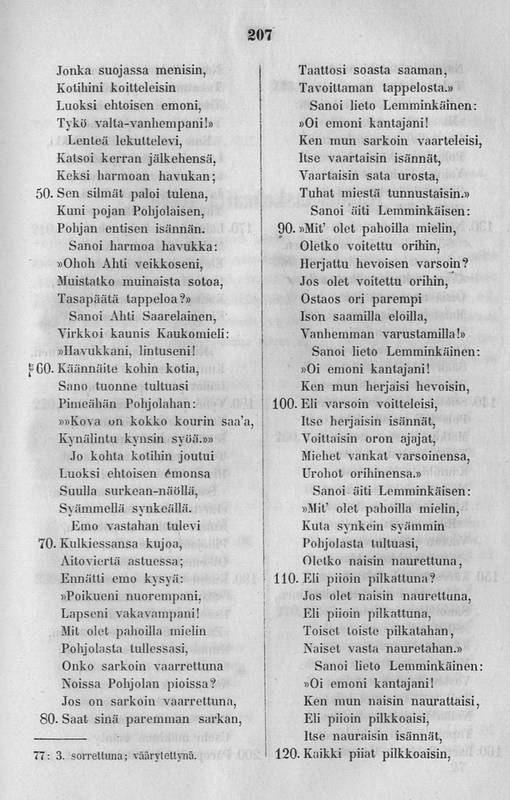 207
Jonka suojassa menisin,
Kotihini koitteleisin
Luoksi ehtoisen emoni,
Tykö valta-vanhempani!»
Lenteä lekuttelevi,
Katsoi kerran jälkehensä,
Keksi harmoan havukan;
50. Sen silmät paloi tulena,
Kuni pojan Pohjolaisen,
Pohjan entisen isännän.
Sanoi harmoa havukka:
»Ohoh Ahti veikkoseni,
Muistatko muinaista sotoa,
Tasapäätä tappeloa?»
Sanoi Ahti Saarelainen,
Virkkoi kaunis Kaukomieli:
»Havukkani, lintuseni!
60. Käännäite kohin kotia,
Sano tuonne tultuasi
Pimeähän Pohjolahan:
»»Kova on kokko kourin saa'a,
Kynälintu kynsin syöä.»»
Jo kohta kotihin joutui
Luoksi ehtoisen emonsa
Suulla surkean-näöllä,
Syämmellä synkeällä.
Emo vastahan tulevi
70. Kulkiessansa kujoa,
Aitoviertä astuessa;
Ennätti emo kysyä:
»Poikueni nuorempani,
Lapseni vakavampani!
Mit olet pahoilla mielin
Pohjolasta tullessasi,
Onko sarkoin vaarrettuna
Noissa Pohjolan pioissa?
Jos on sarkoin vaarrettuna,
80. Saat sinä paremman sarkan,
77: 3. sorrettuna; väärytettynä.
Taattosi soasta saaman,
Tavoittaman tappelosta.»
Sanoi lieto Lemminkäinen:
»Oi emoni kantajani!
Ken mun sarkoin vaarteleisi,
Itse vaartaisin isännät,
Vaartaisin sata urosta,
Tuhat miestä tunnustaisin.»
Sanoi äiti Lemminkäisen:
90. »Mit' olet pahoilla mielin,
Oletko voitettu orihin,
Herjattu hevoisen varsoin?
Jos olet voitettu orihin,
Ostaos ori parempi
Ison saamilla eloilla,
Vanhemman varustamilla!»
Sanoi lieto Lemminkäinen:
»Oi emoni kantajani!
Ken mun herjaisi hevoisin,
100. Eli varsoin voitteleisi,
Itse herjaisin isännät,
Voittaisin oron ajajat,
Miehet vankat varsoinensa,
Urohot orihinensa.»
Sanoi äiti Lemminkäisen:
»Mit' olet pahoilla mielin,
Kuta synkein syämmin
Pohjolasta tultuasi,
Oletko naisin naurettuna,
110. Eli piioin pilkattuna?
Jos olet naisin naurettuna,
Eli piioin pilkattuna,
Toiset toiste pilkatahan,
Naiset vasta nauretahan.»
Sanoi lieto Lemminkäinen:
»Oi emoni kantajani!
Ken mun naisin naurattaisi,
Eli piioin pilkkoaisi,
Itse nauraisin isännät,
120. Kaikki piiat pilkkoaisin,